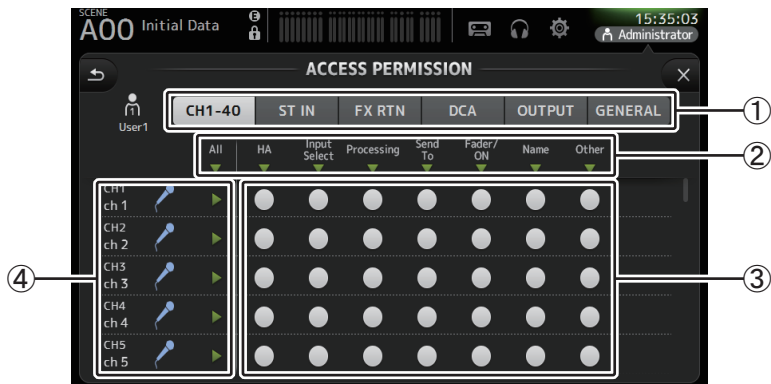 SCENE
A00 Initial Data
E
15:35:03
Administrator
ACCESS PERMISSION
1
User1
CH1-40 ST IN FX RTN DCA OUTPUT GENERAL
①
All HA Input Select Processing Send To Fader/ON Name Other
②
CH1
ch 1
CH2
ch 2
CH3
ch 3
④
③
CH4
ch 4
CH5
ch 5